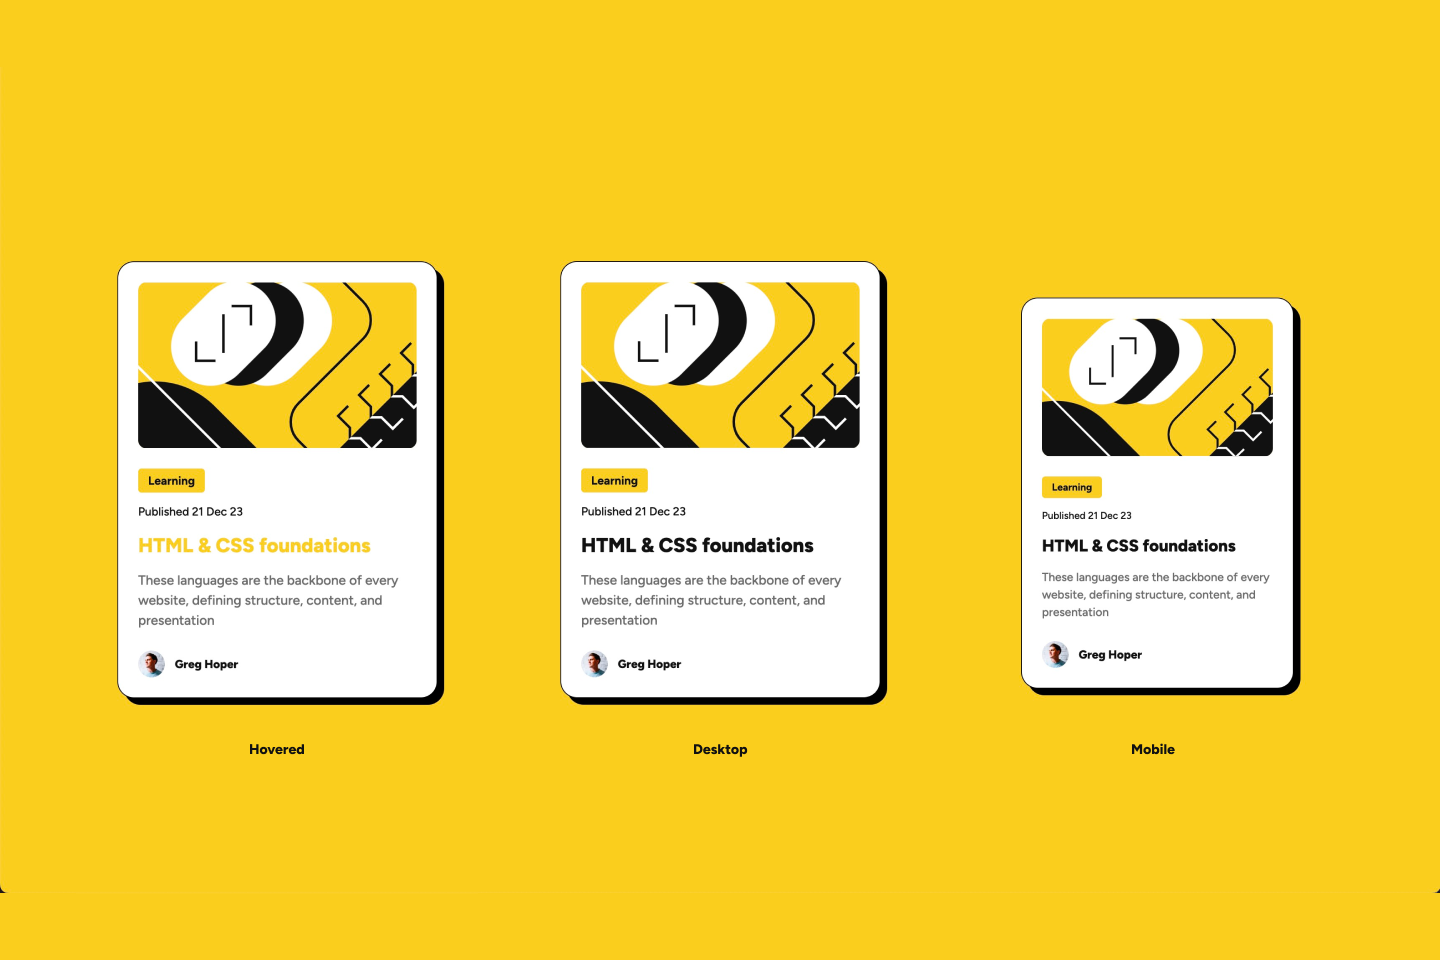 Learning
Published 21 Dec 23
HTML & CSS foundations
These languages are the backbone of every
website, defining structure, content, and
presentation
Greg Hoper
Hovered
Learning
Published 21 Dec 23
HTML & CSS foundations
These languages are the backbone of every
website, defining structure, content, and
presentation
Greg Hoper
Desktop
Learning
Published 21 Dec 23
HTML & CSS foundations
These languages are the backbone of every
website, defining structure, content, and
presentation
Greg Hoper
Mobile